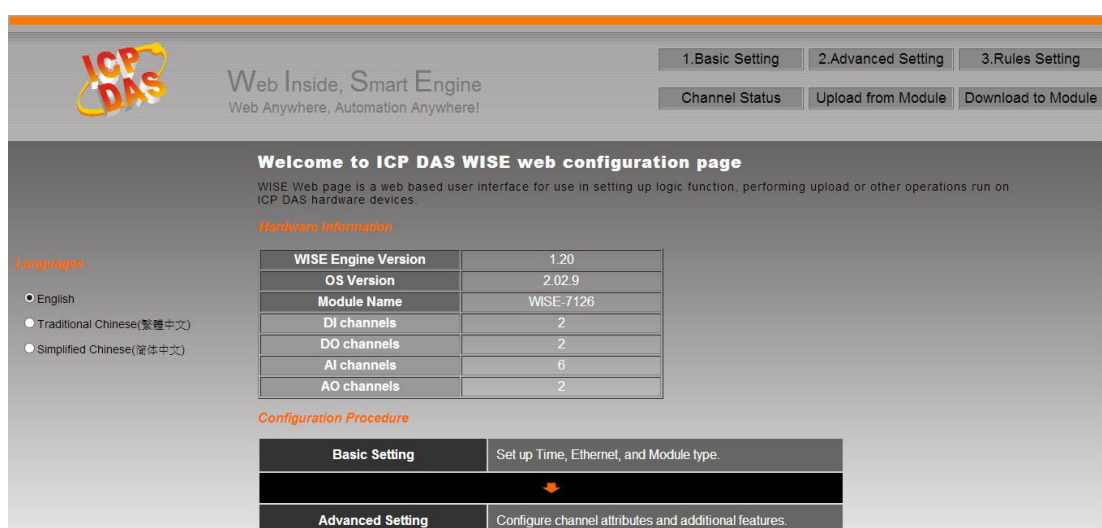 ICP
DAS
Web Inside, Smart Engine
Web Anywhere, Automation Anywhere!
1.Basic Setting 2.Advanced Setting 3.Rules Setting
Channel Status Upload from Module Download to Module
Welcome to ICP DAS WISE web configuration page
WISE Web page is a web based user interface for use in setting up logic function, performing upload or other operations run on
ICP DAS hardware devices.
Hardware Information
Languages
English
Traditional Chinese(繁體中文)
Simplified Chinese(简体中文)
WISE Engine Version 1.20
OS Version 2.02.9
Module Name WISE-7126
DI channels 2
DO channels 2
AI channels 6
AO channels 2
Configuration Procedure
Basic Setting Set up Time, Ethernet, and Module type.
Advanced Setting Configure channel attributes and additional features.